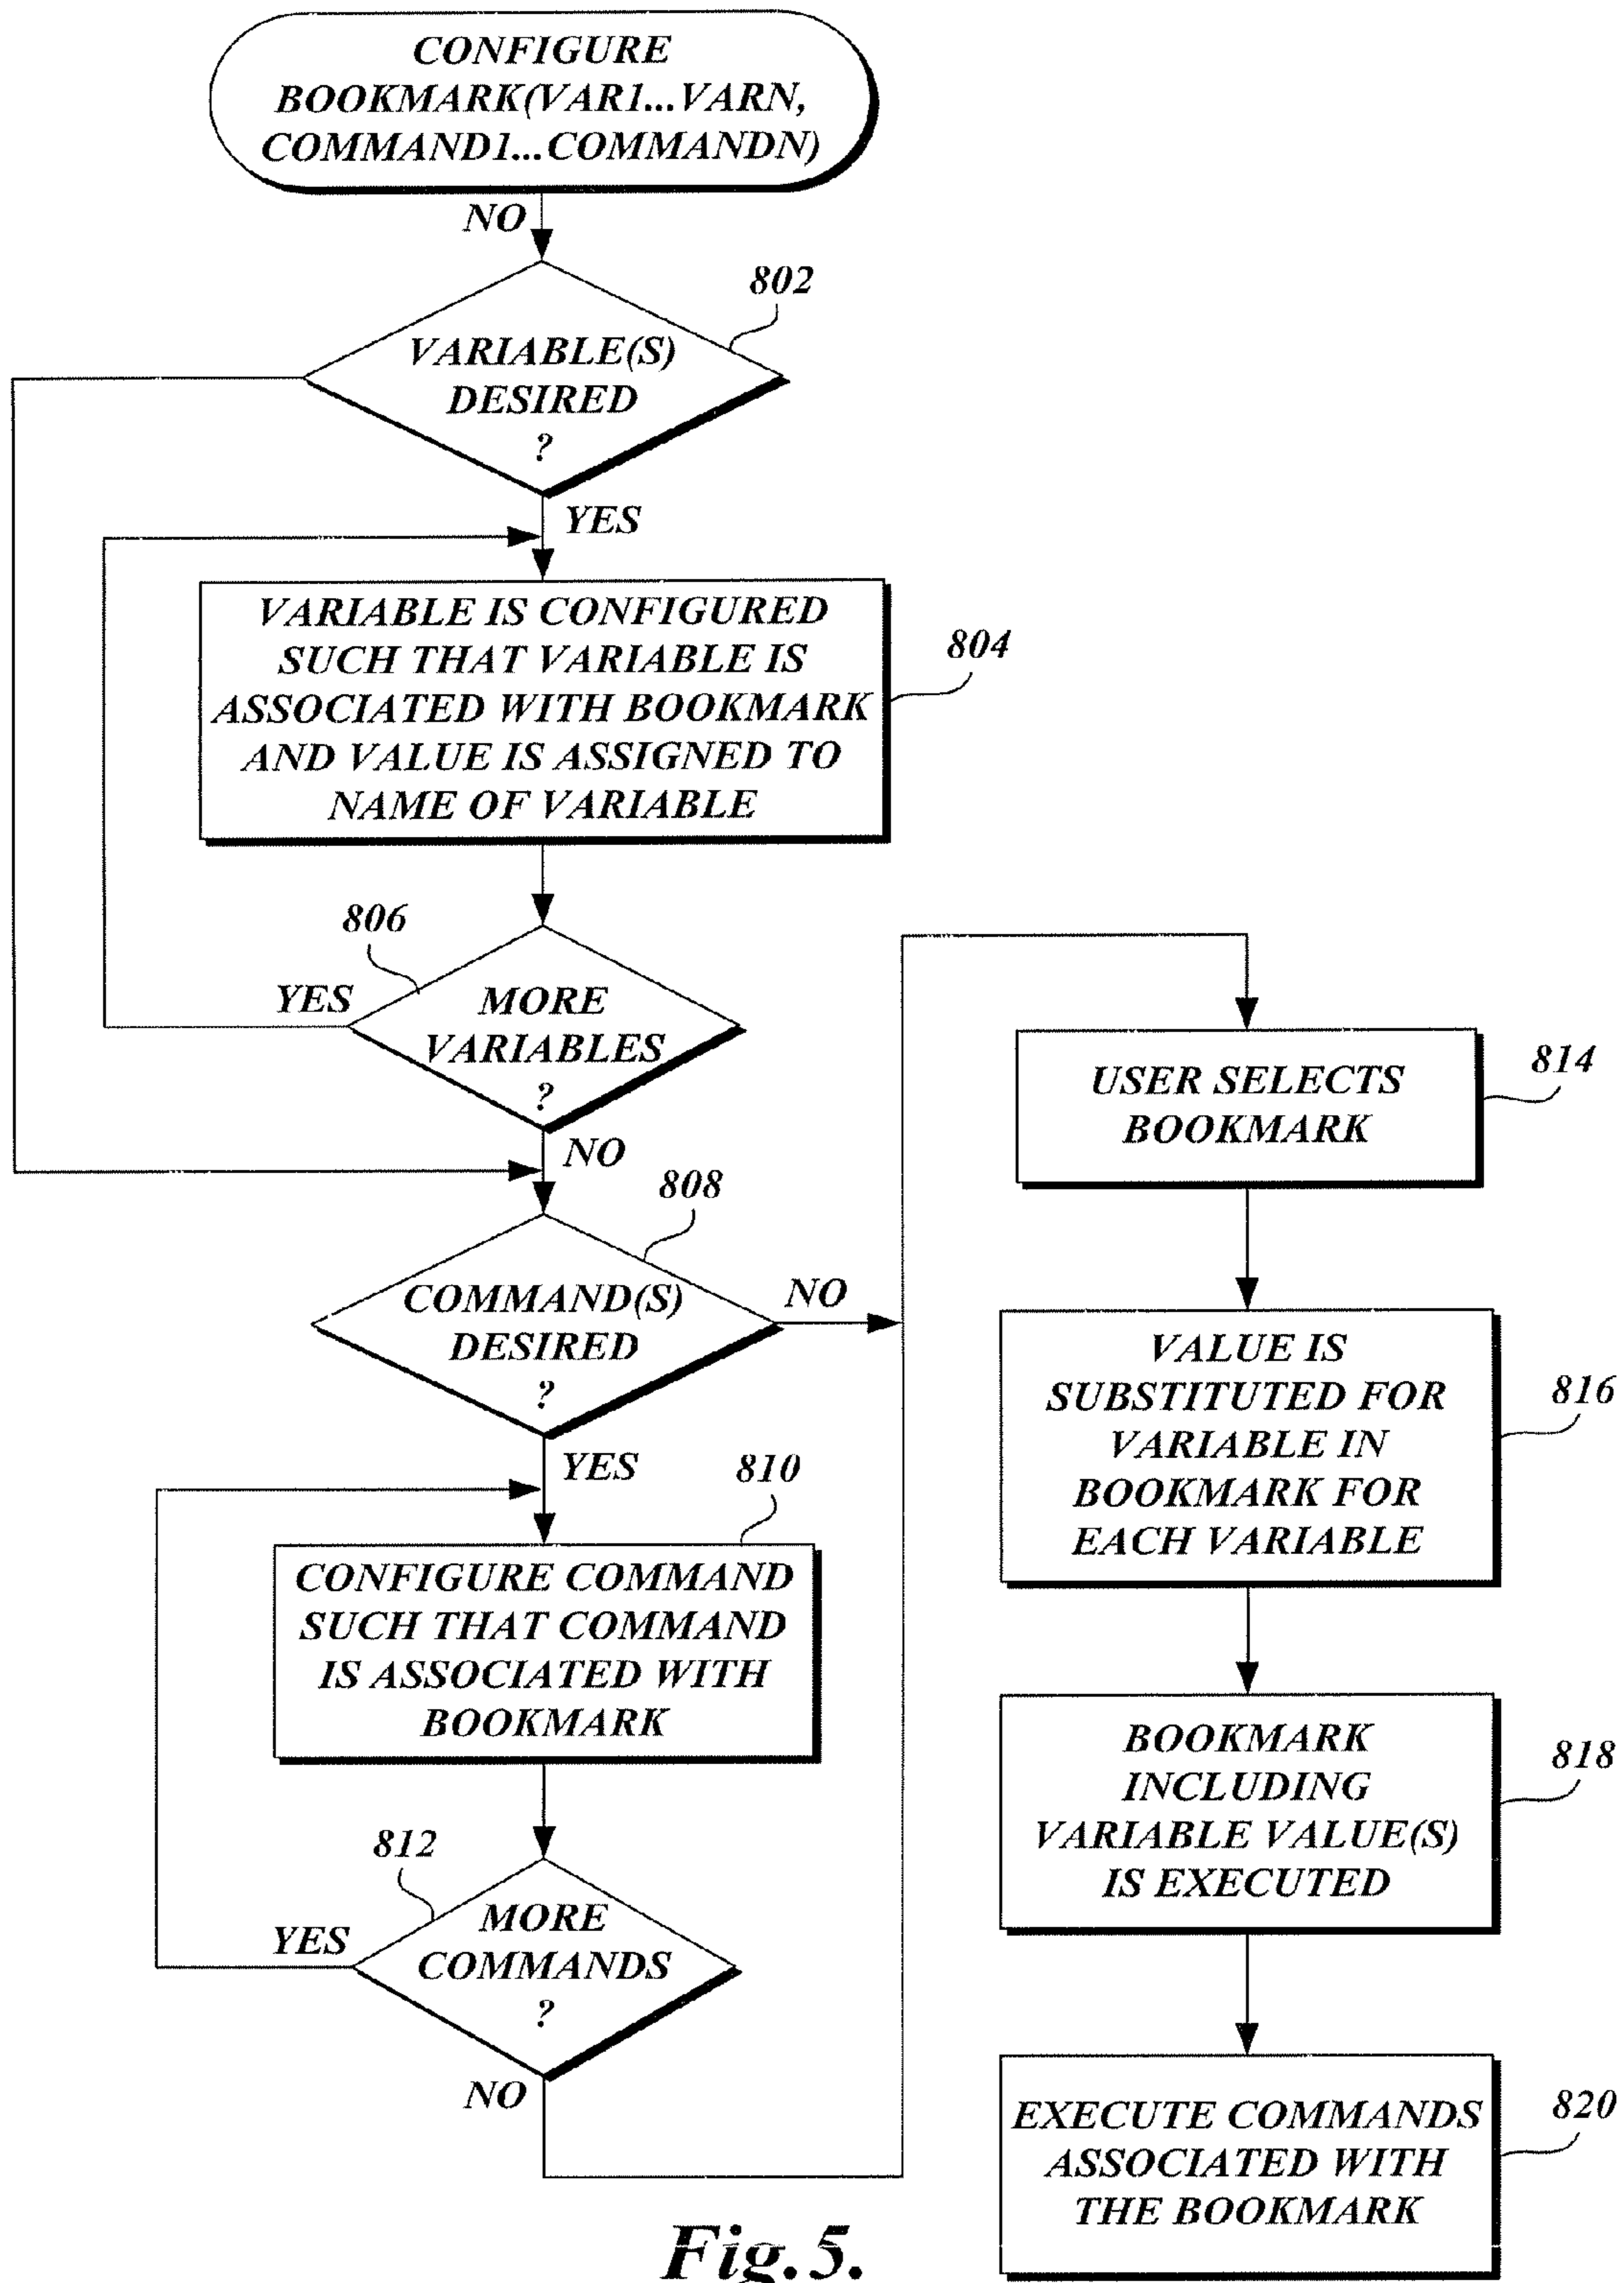 CONFIGURE
BOOKMARK(VAR1...VARN,
COMMAND1...COMMANDN)
NO
802
VARIABLE(S)
DESIRED
?
YES
VARIABLE IS CONFIGURED
SUCH THAT VARIABLE IS
ASSOCIATED WITH BOOKMARK
AND VALUE IS ASSIGNED TO
NAME OF VARIABLE
804
806
YES
MORE
VARIABLES
?
NO
808
COMMAND(S)
DESIRED
?
NO
YES
810
CONFIGURE COMMAND
SUCH THAT COMMAND
IS ASSOCIATED WITH
BOOKMARK
812
YES
MORE
COMMANDS
?
NO
USER SELECTS
BOOKMARK
814
VALUE IS
SUBSTITUTED FOR
VARIABLE IN
BOOKMARK FOR
EACH VARIABLE
816
BOOKMARK
INCLUDING
VARIABLE VALUE(S)
IS EXECUTED
818
EXECUTE COMMANDS
ASSOCIATED WITH
THE BOOKMARK
820
Fig.5.